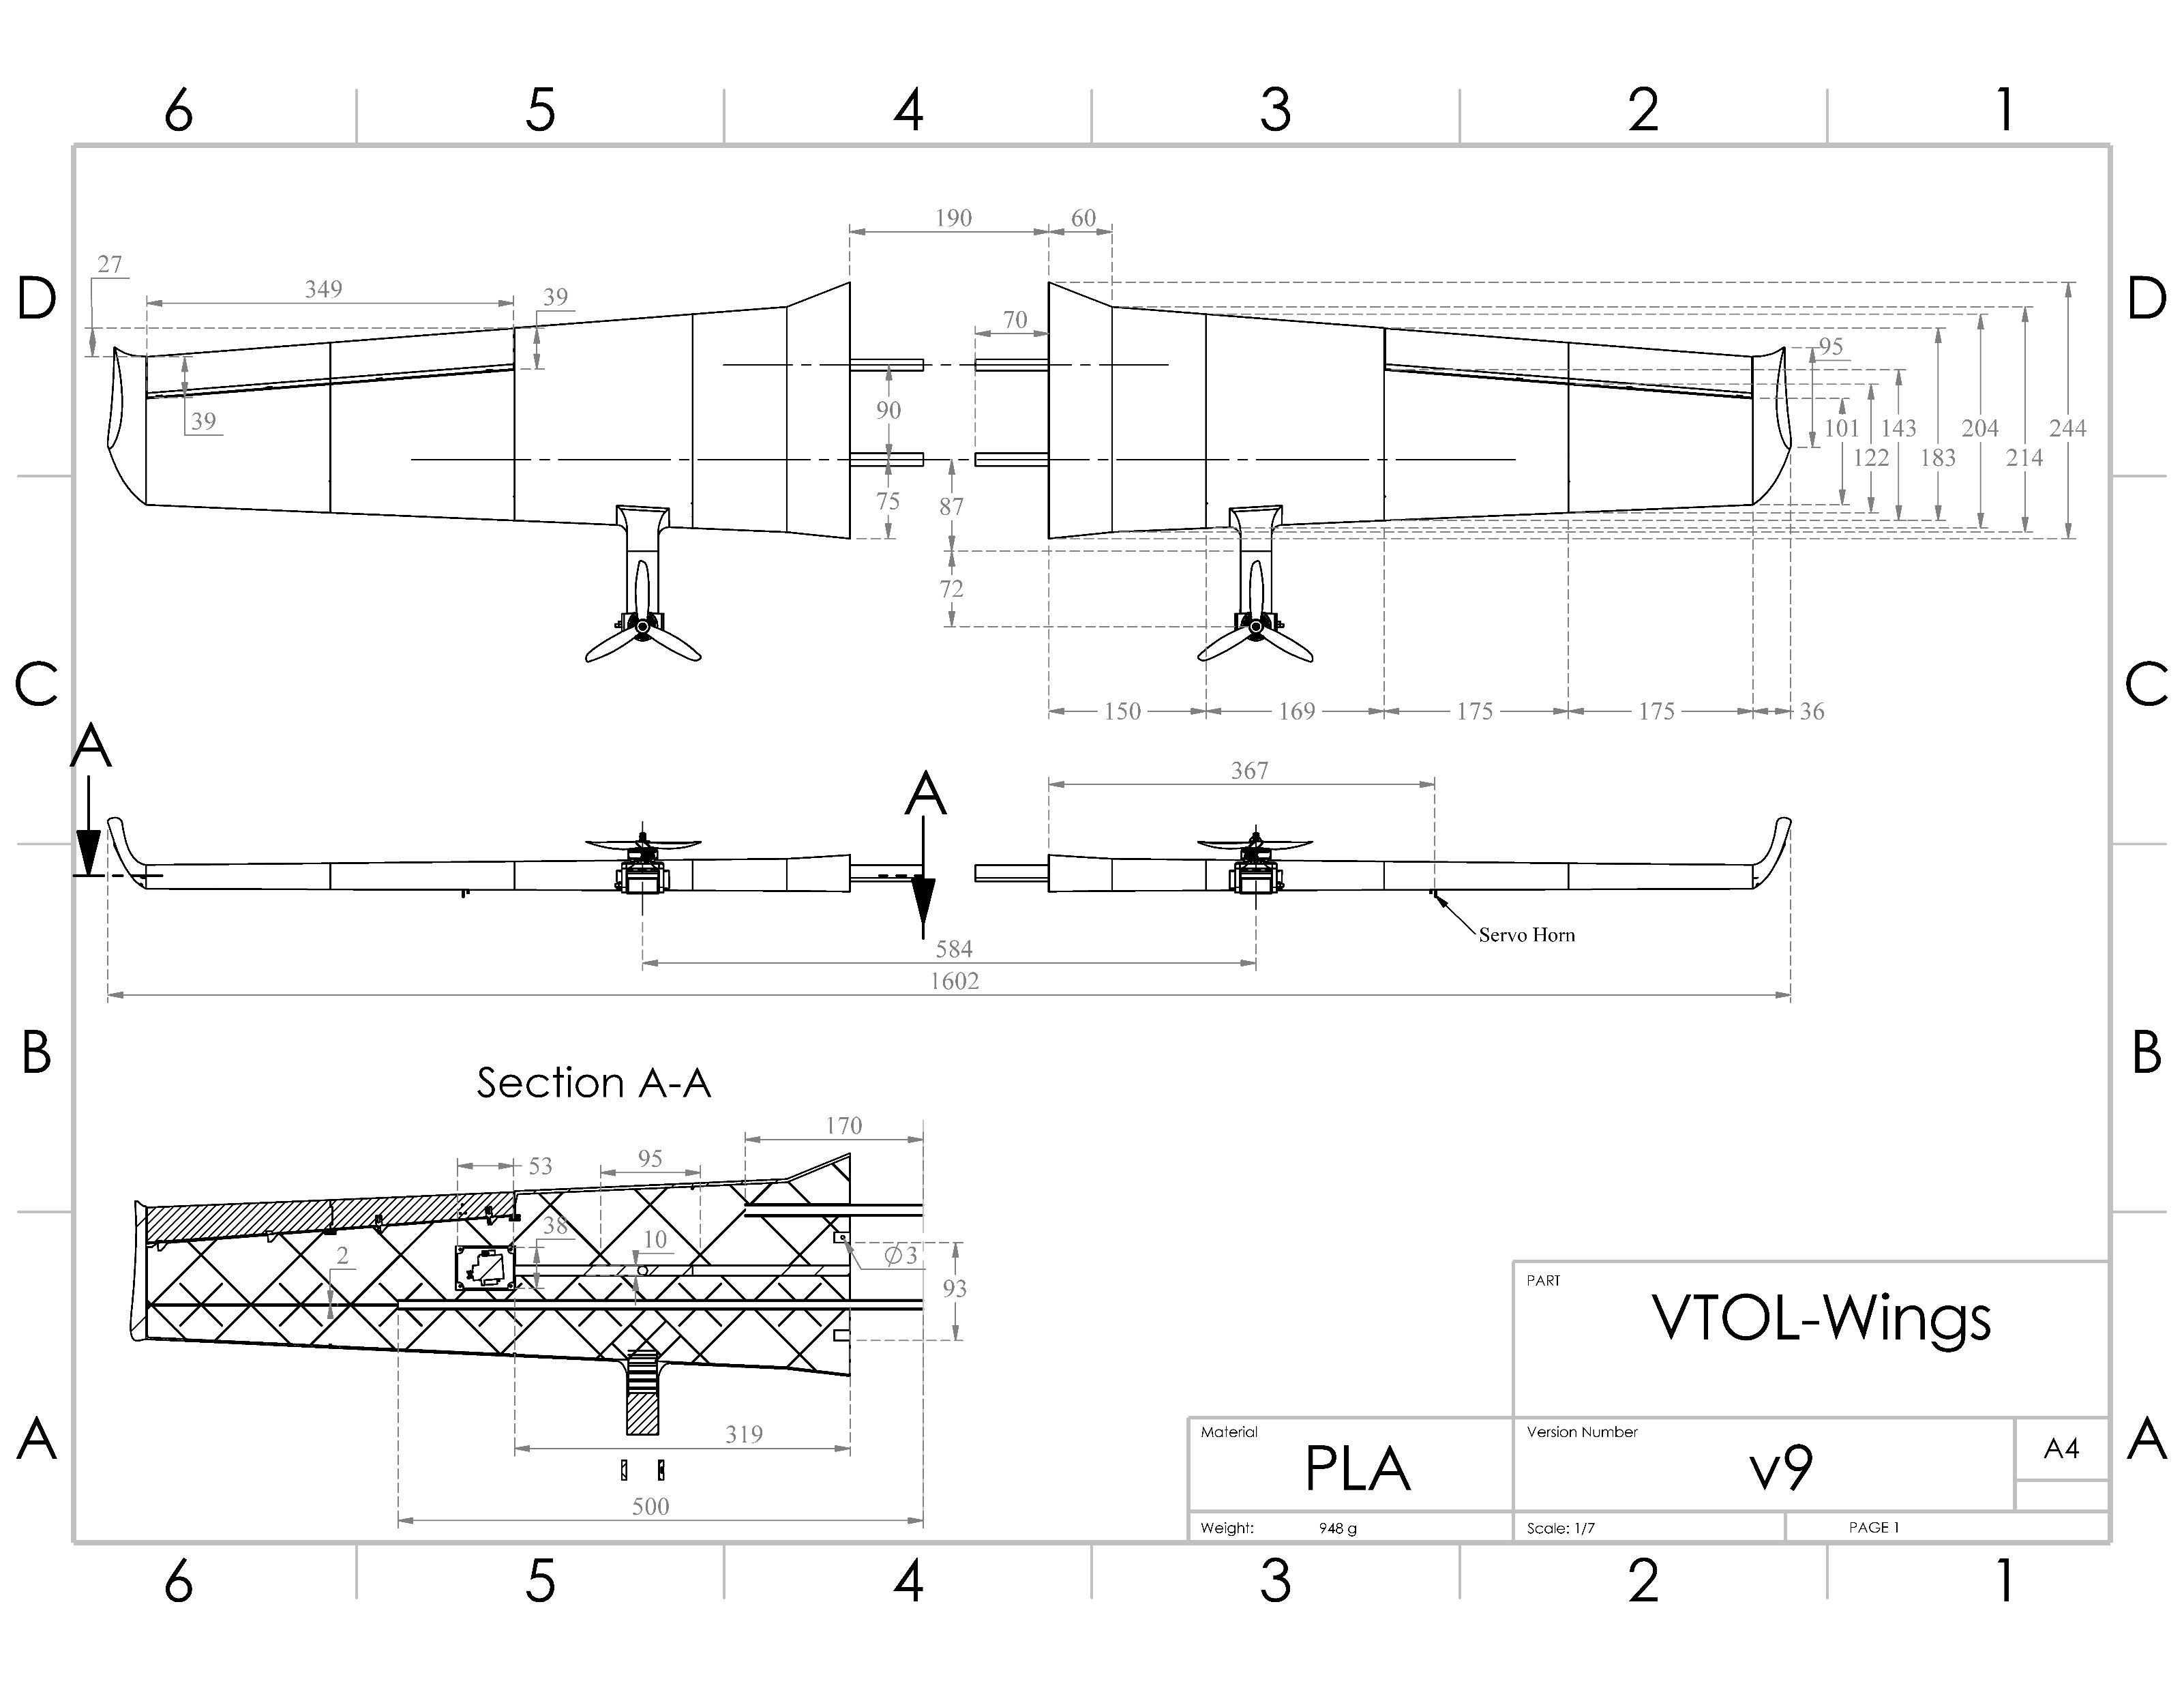 6 5 4 3 2 1
190 60
27
D D
349 39
70
95
39 90
101 143 204 244
122 183 214
75 87
72
C C
150 169 175 175 36
A
367
A
Servo Horn
584
1602
B B
Section A-A
170
53 95
38
10
2 Ø3
93
PART
VTOL-Wings
319
A A
Material Version Number
PLA v9 A4
500
Weight: 948 g Scale: 1/7 PAGE 1
6 5 4 3 2 1